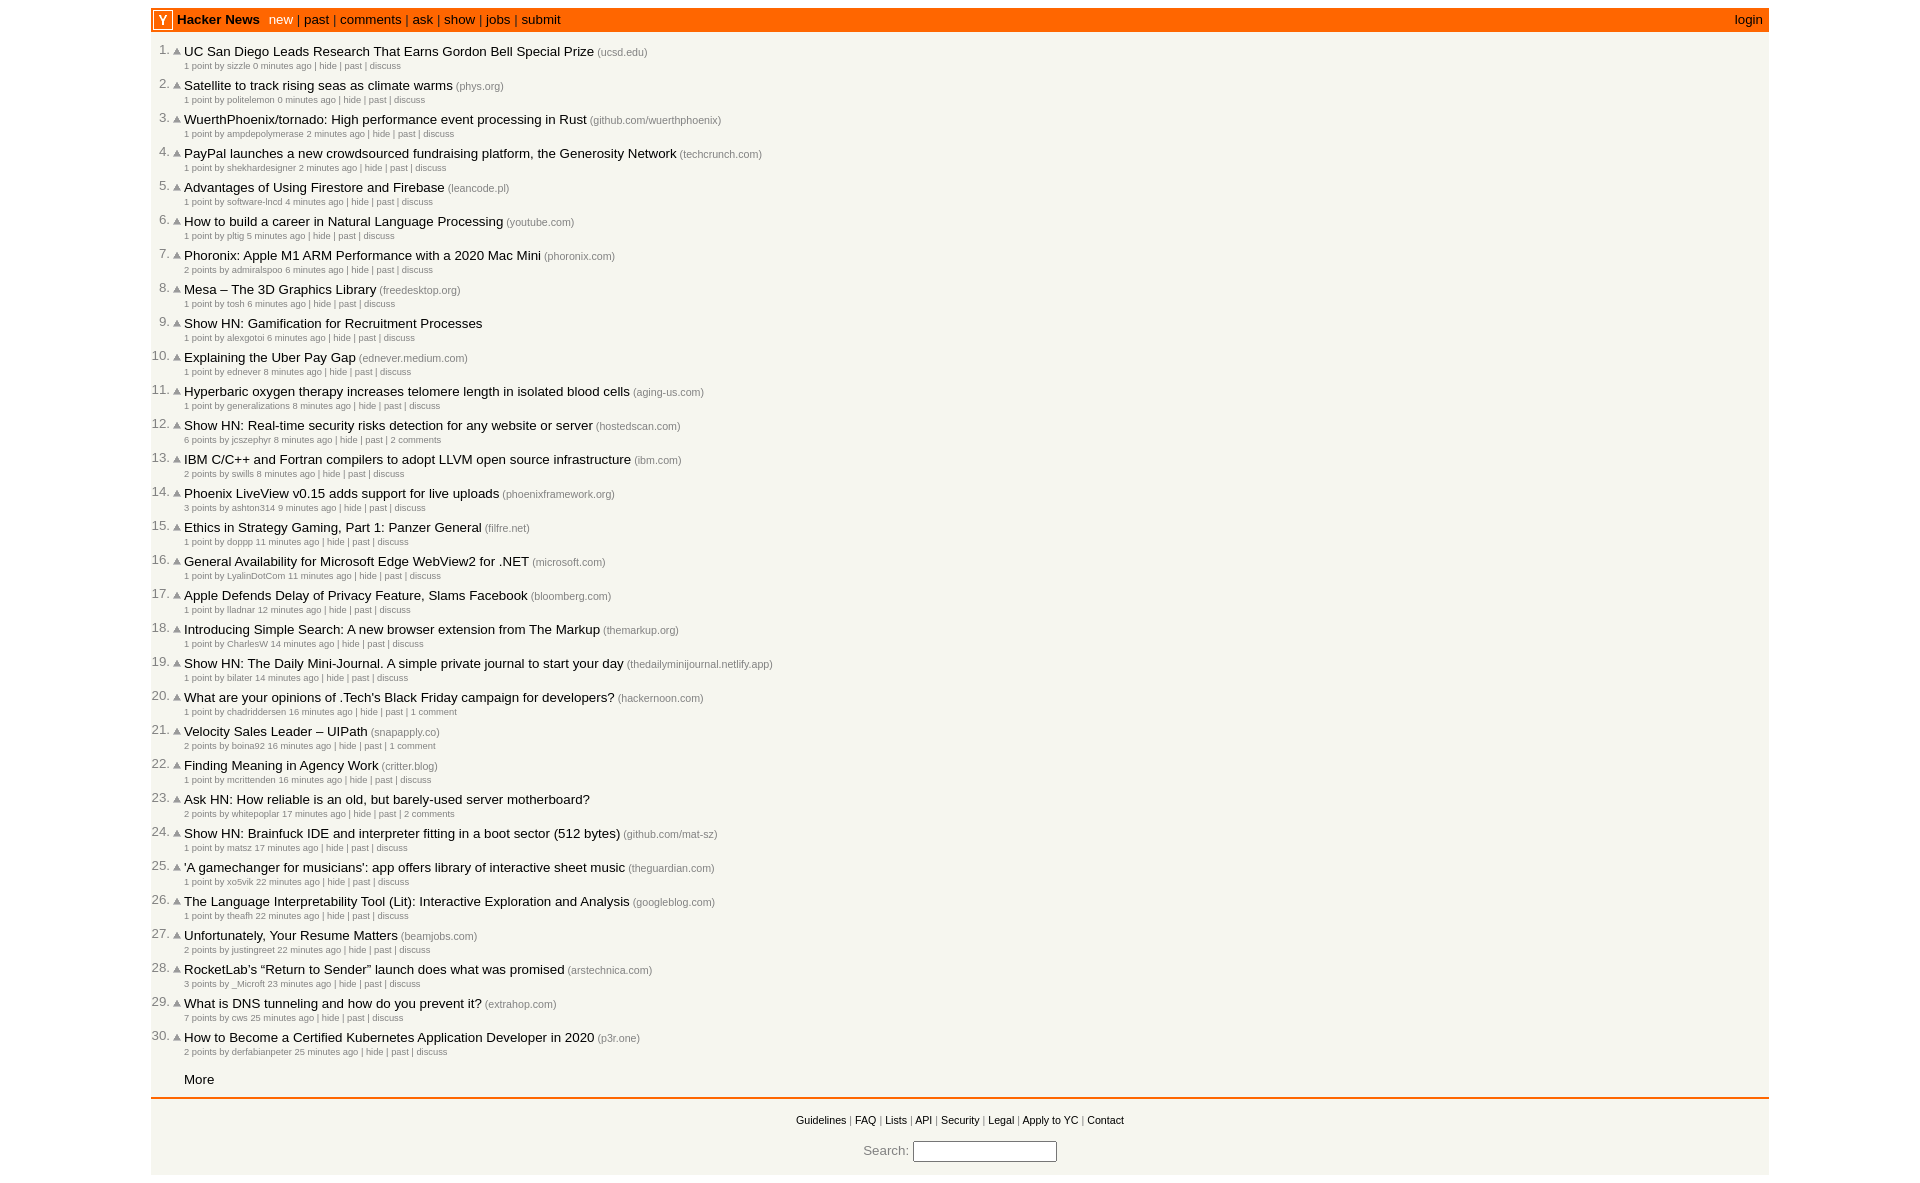 Y Hacker News new | past | comments | ask | show | jobs | submit login
1. UC San Diego Leads Research That Earns Gordon Bell Special Prize (ucsd.edu)
1 point by sizzle 0 minutes ago | hide | past | discuss
2. Satellite to track rising seas as climate warms (phys.org)
1 point by politelemon 0 minutes ago | hide | past | discuss
3. WuerthPhoenix/tornado: High performance event processing in Rust (github.com/wuerthphoenix)
1 point by ampdepolymerase 2 minutes ago | hide | past | discuss
4. PayPal launches a new crowdsourced fundraising platform, the Generosity Network (techcrunch.com)
1 point by shekhardesigner 2 minutes ago | hide | past | discuss
5. Advantages of Using Firestore and Firebase (leancode.pl)
1 point by software-lncd 4 minutes ago | hide | past | discuss
6. How to build a career in Natural Language Processing (youtube.com)
1 point by pltig 5 minutes ago | hide | past | discuss
7. Phoronix: Apple M1 ARM Performance with a 2020 Mac Mini (phoronix.com)
2 points by admiralspoo 6 minutes ago | hide | past | discuss
8. Mesa – The 3D Graphics Library (freedesktop.org)
1 point by tosh 6 minutes ago | hide | past | discuss
9. Show HN: Gamification for Recruitment Processes
1 point by alexgotoi 6 minutes ago | hide | past | discuss
10. Explaining the Uber Pay Gap (ednever.medium.com)
1 point by ednever 8 minutes ago | hide | past | discuss
11. Hyperbaric oxygen therapy increases telomere length in isolated blood cells (aging-us.com)
1 point by generalizations 8 minutes ago | hide | past | discuss
12. Show HN: Real-time security risks detection for any website or server (hostedscan.com)
6 points by jcszephyr 8 minutes ago | hide | past | 2 comments
13. IBM C/C++ and Fortran compilers to adopt LLVM open source infrastructure (ibm.com)
2 points by swills 8 minutes ago | hide | past | discuss
14. Phoenix LiveView v0.15 adds support for live uploads (phoenixframework.org)
3 points by ashton314 9 minutes ago | hide | past | discuss
15. Ethics in Strategy Gaming, Part 1: Panzer General (filfre.net)
1 point by doppp 11 minutes ago | hide | past | discuss
16. General Availability for Microsoft Edge WebView2 for .NET (microsoft.com)
1 point by LyalinDotCom 11 minutes ago | hide | past | discuss
17. Apple Defends Delay of Privacy Feature, Slams Facebook (bloomberg.com)
1 point by lladnar 12 minutes ago | hide | past | discuss
18. Introducing Simple Search: A new browser extension from The Markup (themarkup.org)
1 point by CharlesW 14 minutes ago | hide | past | discuss
19. Show HN: The Daily Mini-Journal. A simple private journal to start your day (thedailyminijournal.netlify.app)
1 point by bilater 14 minutes ago | hide | past | discuss
20. What are your opinions of .Tech's Black Friday campaign for developers? (hackernoon.com)
1 point by chadriddersen 16 minutes ago | hide | past | 1 comment
21. Velocity Sales Leader – UIPath (snapapply.co)
2 points by boina92 16 minutes ago | hide | past | 1 comment
22. Finding Meaning in Agency Work (critter.blog)
1 point by mcrittenden 16 minutes ago | hide | past | discuss
23. Ask HN: How reliable is an old, but barely-used server motherboard?
2 points by whitepoplar 17 minutes ago | hide | past | 2 comments
24. Show HN: Brainfuck IDE and interpreter fitting in a boot sector (512 bytes) (github.com/mat-sz)
1 point by matsz 17 minutes ago | hide | past | discuss
25. 'A gamechanger for musicians': app offers library of interactive sheet music (theguardian.com)
1 point by xo5vik 22 minutes ago | hide | past | discuss
26. The Language Interpretability Tool (Lit): Interactive Exploration and Analysis (googleblog.com)
1 point by theafh 22 minutes ago | hide | past | discuss
27. Unfortunately, Your Resume Matters (beamjobs.com)
2 points by justingreet 22 minutes ago | hide | past | discuss
28. RocketLab’s “Return to Sender” launch does what was promised (arstechnica.com)
3 points by _Microft 23 minutes ago | hide | past | discuss
29. What is DNS tunneling and how do you prevent it? (extrahop.com)
7 points by cws 25 minutes ago | hide | past | discuss
30. How to Become a Certified Kubernetes Application Developer in 2020 (p3r.one)
2 points by derfabianpeter 25 minutes ago | hide | past | discuss
More
Guidelines | FAQ | Lists | API | Security | Legal | Apply to YC | Contact
Search: